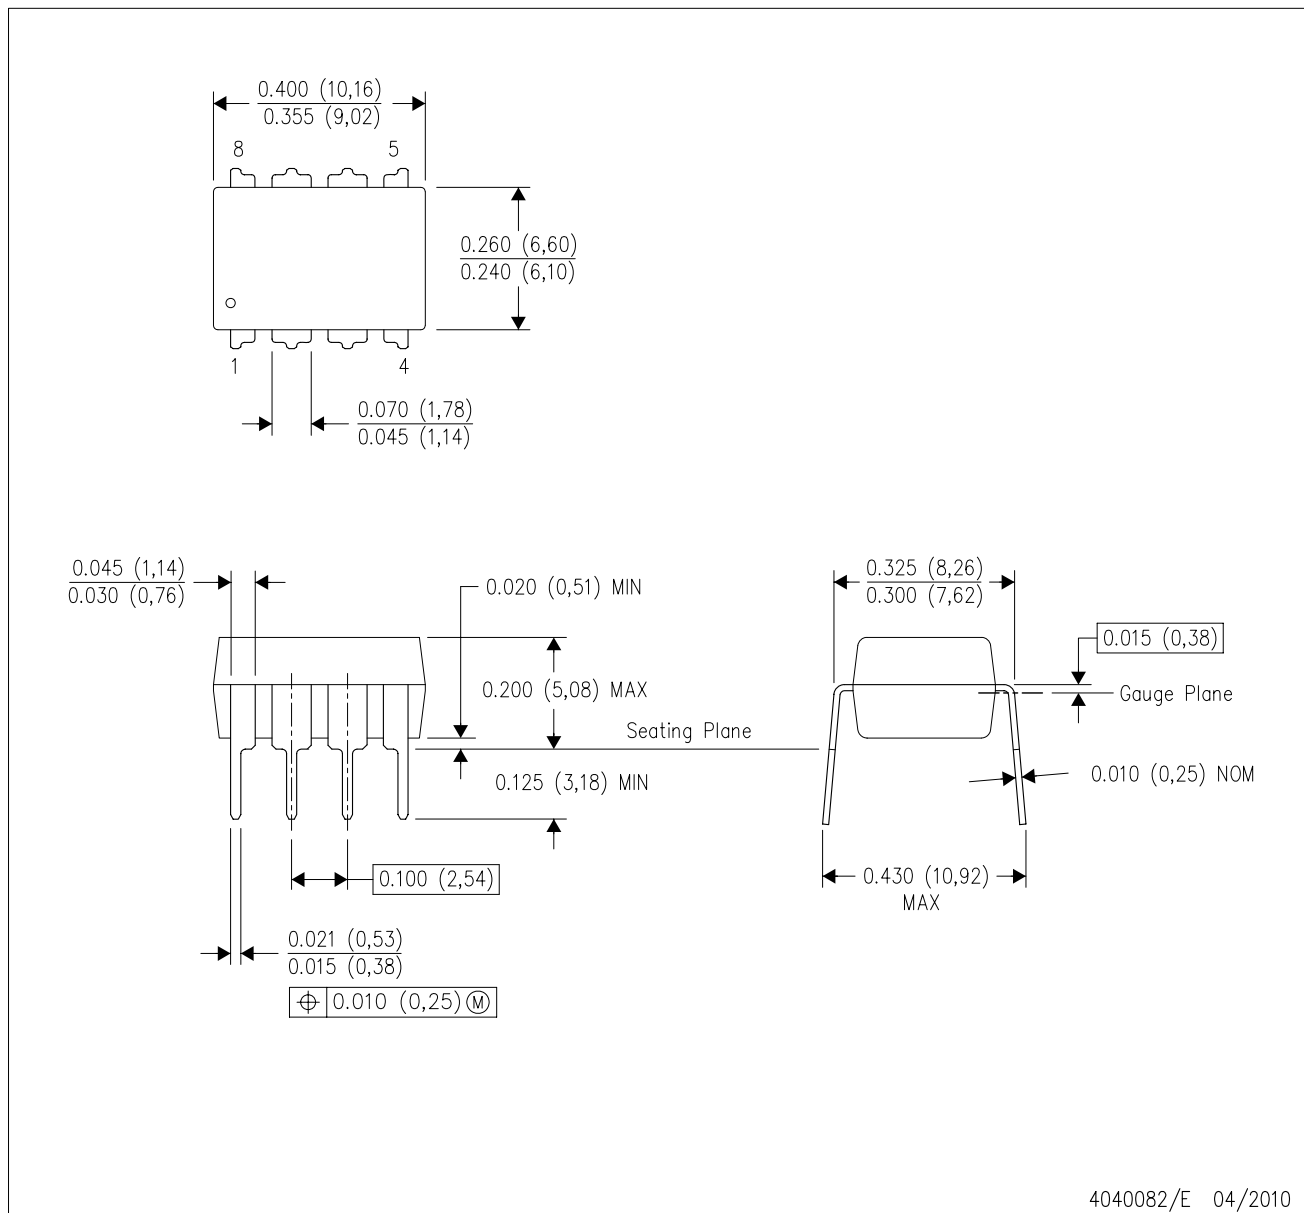 0.400 (10,16)
0.355 (9,02)
8
5
0.260 (6,60)
0.240 (6,10)
1
4
0.070 (1,78)
0.045 (1,14)
0.045 (1,14)
0.030 (0,76)
0.020 (0,51) MIN
0.200 (5,08) MAX
Seating Plane
0.125 (3,18) MIN
0.100 (2,54)
0.021 (0,53)
0.015 (0,38)
⌖ 0.010 (0,25) Ⓜ
0.325 (8,26)
0.300 (7,62)
0.015 (0,38)
Gauge Plane
0.010 (0,25) NOM
0.430 (10,92)
MAX
4040082/E 04/2010